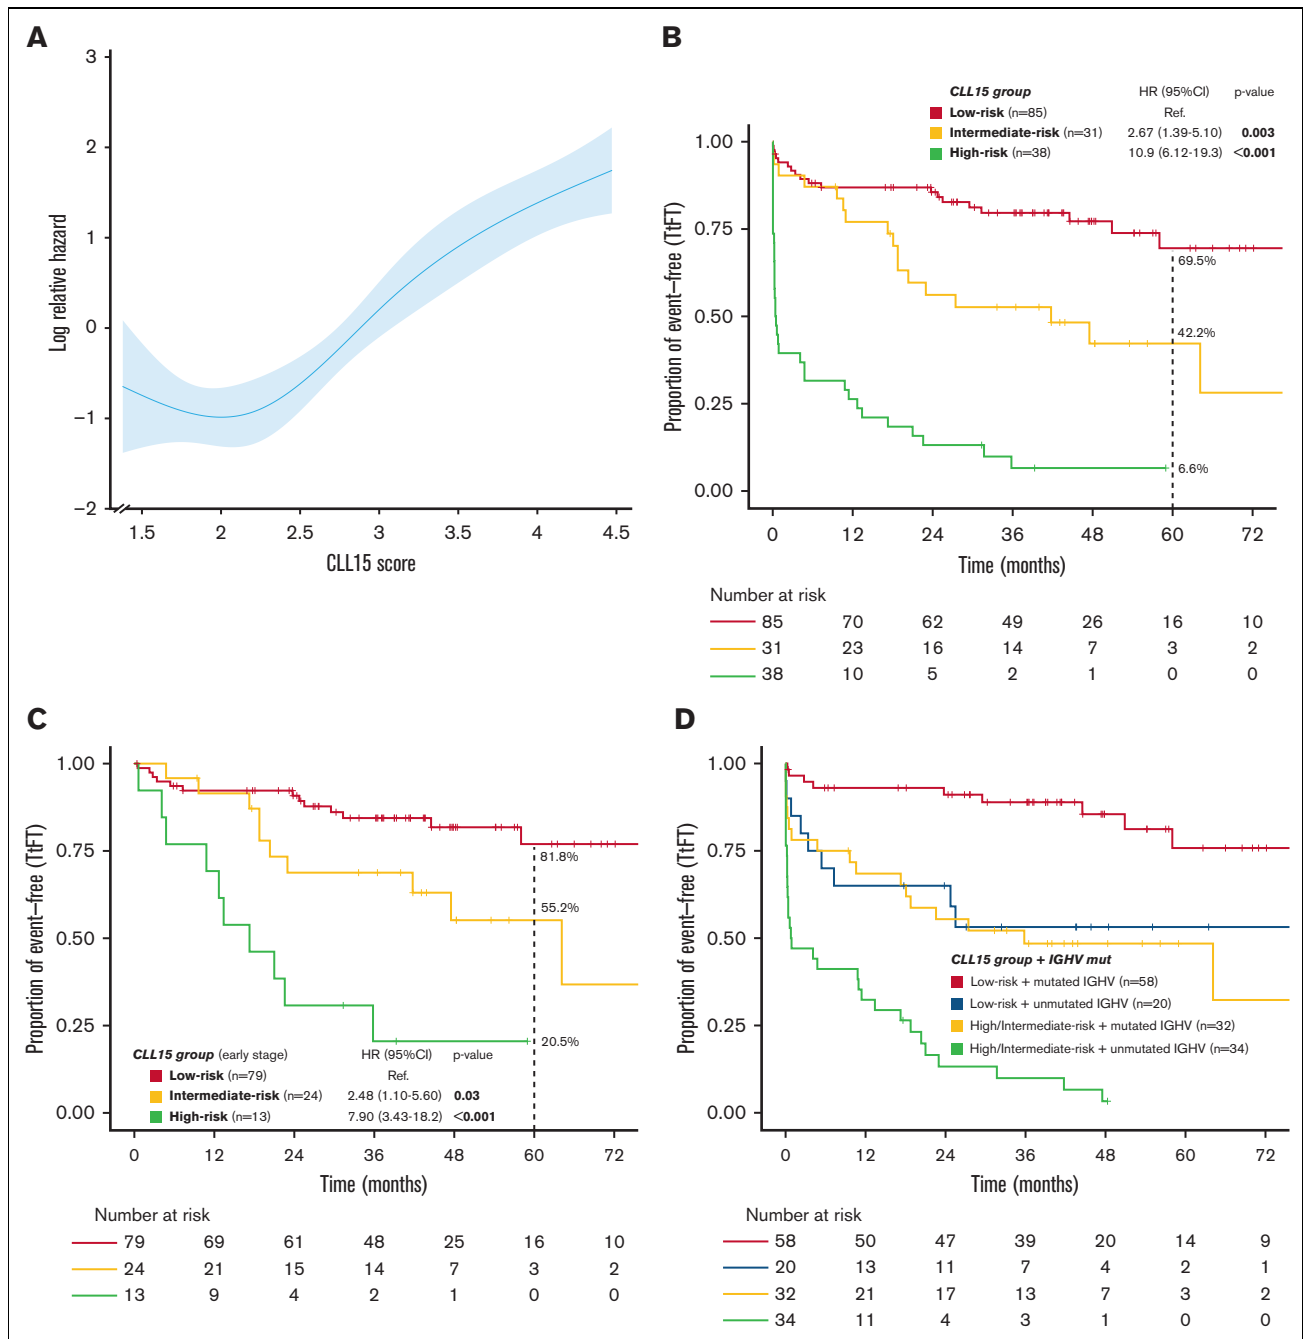 A
3
2
1
0
−1
−2
Log relative hazard
1.5 2 2.5 3 3.5 4 4.5
CLL15 score
B
CLL15 group HR (95%CI) p-value
Low-risk (n=85) Ref.
Intermediate-risk (n=31) 2.67 (1.39-5.10) 0.003
High-risk (n=38) 10.9 (6.12-19.3) <0.001
1.00
0.75
0.50
0.25
0.00
Proportion of event–free (TtFT)
69.5%
42.2%
6.6%
0 12 24 36 48 60 72
Time (months)
Number at risk
85 70 62 49 26 16 10
31 23 16 14 7 3 2
38 10 5 2 1 0 0
C
1.00
0.75
0.50
0.25
0.00
Proportion of event–free (TtFT)
81.8%
55.2%
20.5%
CLL15 group (early stage) HR (95%CI) p-value
Low-risk (n=79) Ref.
Intermediate-risk (n=24) 2.48 (1.10-5.60) 0.03
High-risk (n=13) 7.90 (3.43-18.2) <0.001
0 12 24 36 48 60 72
Time (months)
Number at risk
79 69 61 48 25 16 10
24 21 15 14 7 3 2
13 9 4 2 1 0 0
D
1.00
0.75
0.50
0.25
0.00
Proportion of event–free (TtFT)
CLL15 group + IGHV mut
Low-risk + mutated IGHV (n=58)
Low-risk + unmutated IGHV (n=20)
High/Intermediate-risk + mutated IGHV (n=32)
High/Intermediate-risk + unmutated IGHV (n=34)
0 12 24 36 48 60 72
Time (months)
Number at risk
58 50 47 39 20 14 9
20 13 11 7 4 2 1
32 21 17 13 7 3 2
34 11 4 3 1 0 0